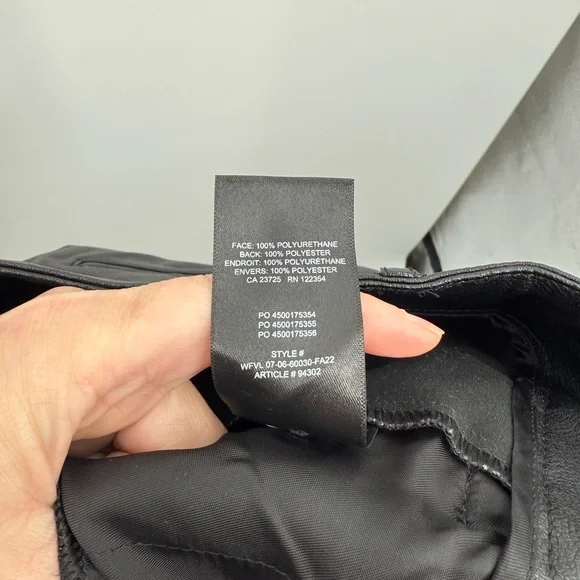 FACE: 100% POLYURETHANE
BACK: 100% POLYESTER
ENDROIT: 100% POLYURETHANE
ENVERS: 100% POLYESTER
CA 23725 RN 122354
PO 4500175354
PO 4500175355
PO 4500175356
STYLE #
WFVL 07-06-60030-FA22
ARTICLE # 94302